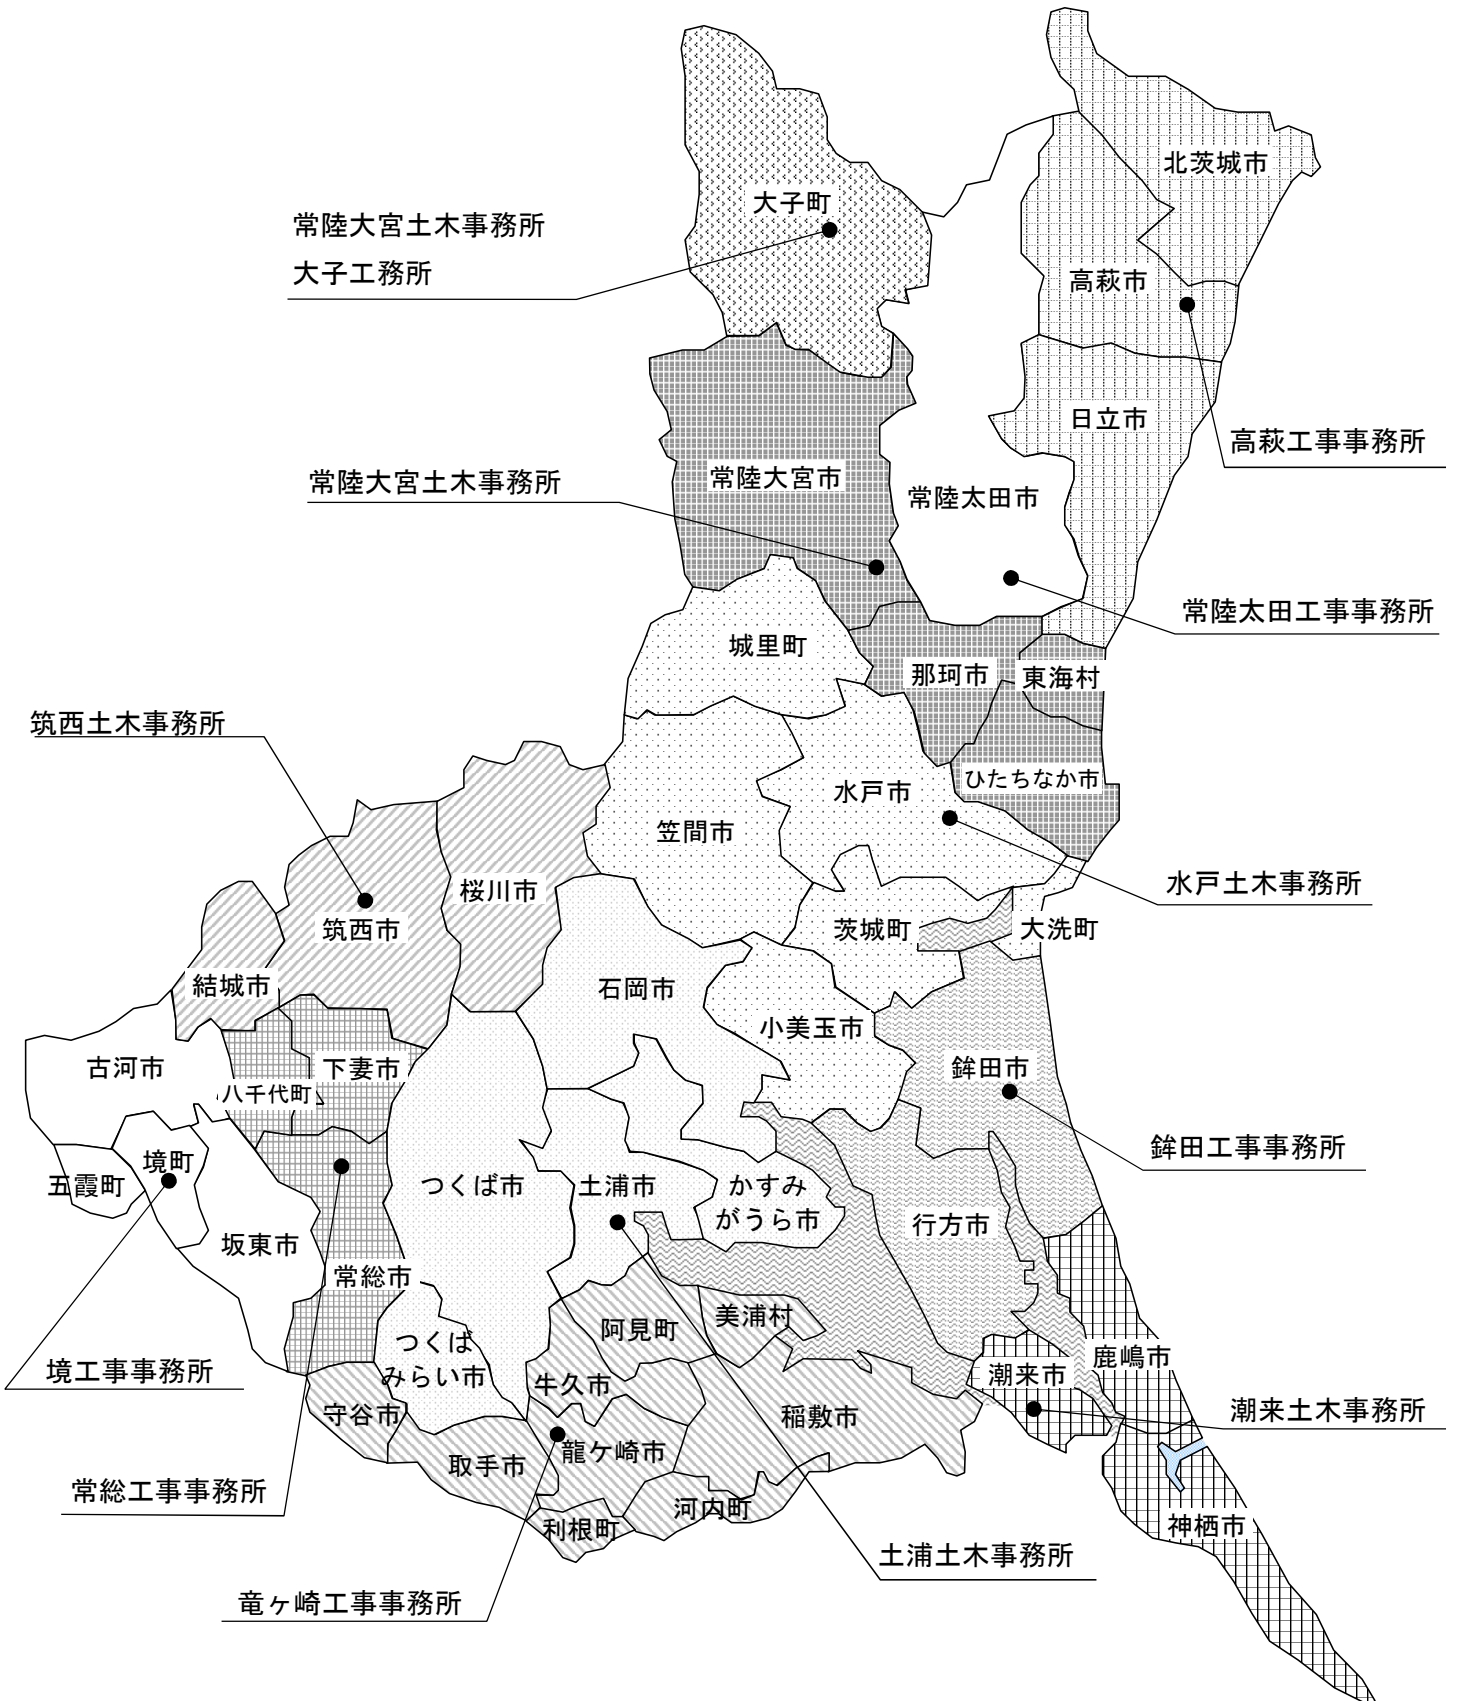 北茨城市
大子町
常陸大宮土木事務所
大子工務所
高萩市
日立市
高萩工事事務所
常陸大宮市
常陸大宮土木事務所
常陸太田市
常陸太田工事事務所
城里町
那珂市
東海村
筑西土木事務所
ひたちなか市
水戸市
笠間市
水戸土木事務所
桜川市
筑西市
茨城町
大洗町
結城市
石岡市
小美玉市
古河市
下妻市
八千代町
鉾田市
鉾田工事事務所
境町
五霞町
つくば市
土浦市
かすみ
がうら市
行方市
坂東市
常総市
美浦村
阿見町
つくば
みらい市
鹿嶋市
境工事事務所
潮来市
牛久市
守谷市
稲敷市
潮来土木事務所
龍ケ崎市
取手市
常総工事事務所
河内町
利根町
神栖市
土浦土木事務所
竜ヶ崎工事事務所